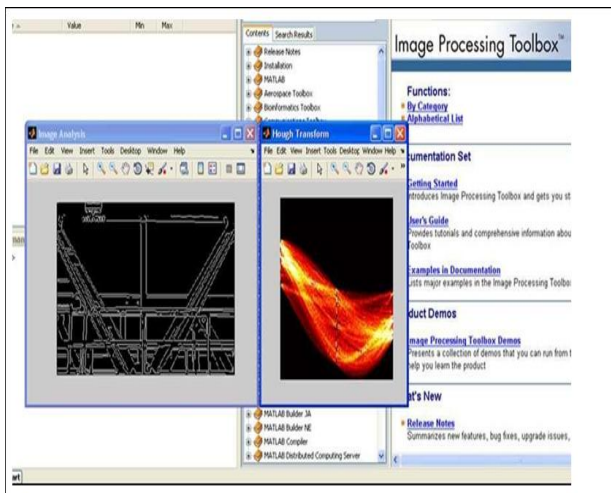 Value Min Max
Contents Search Results
Release Notes
Installation
MATLAB
Aerospace Toolbox
Bioinformatics Toolbox
Communications Toolbox
Image Processing Toolbox™
Functions:
By Category
Alphabetical List
cumentation Set
Getting Started
ntroduces Image Processing Toolbox and gets you st
User's Guide
Provides tutorials and comprehensive information abou
Toolbox
Examples in Documentation
Lists major examples in the Image Processing Toolbo
duct Demos
Image Processing Toolbox Demos
Presents a collection of demos that you can run from t
help you learn the product
at's New
Release Notes
Summarizes new features, bug fixes, upgrade issues,
Image Analysis
File Edit View Insert Tools Desktop Window Help
Hough Transform
File Edit View Insert Tools Desktop Window Help
MATLAB Builder JA
MATLAB Builder NE
MATLAB Compiler
MATLAB Distributed Computing Server
art